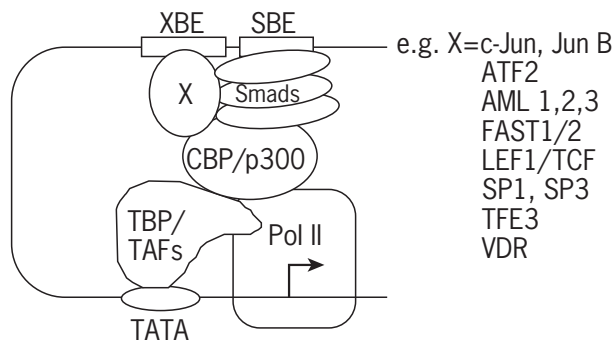 XBE SBE
e.g. X=c-Jun, Jun B
ATF2
AML 1,2,3
FAST1/2
LEF1/TCF
SP1, SP3
TFE3
VDR
X
Smads
CBP/p300
TBP/
TAFs
Pol II
TATA